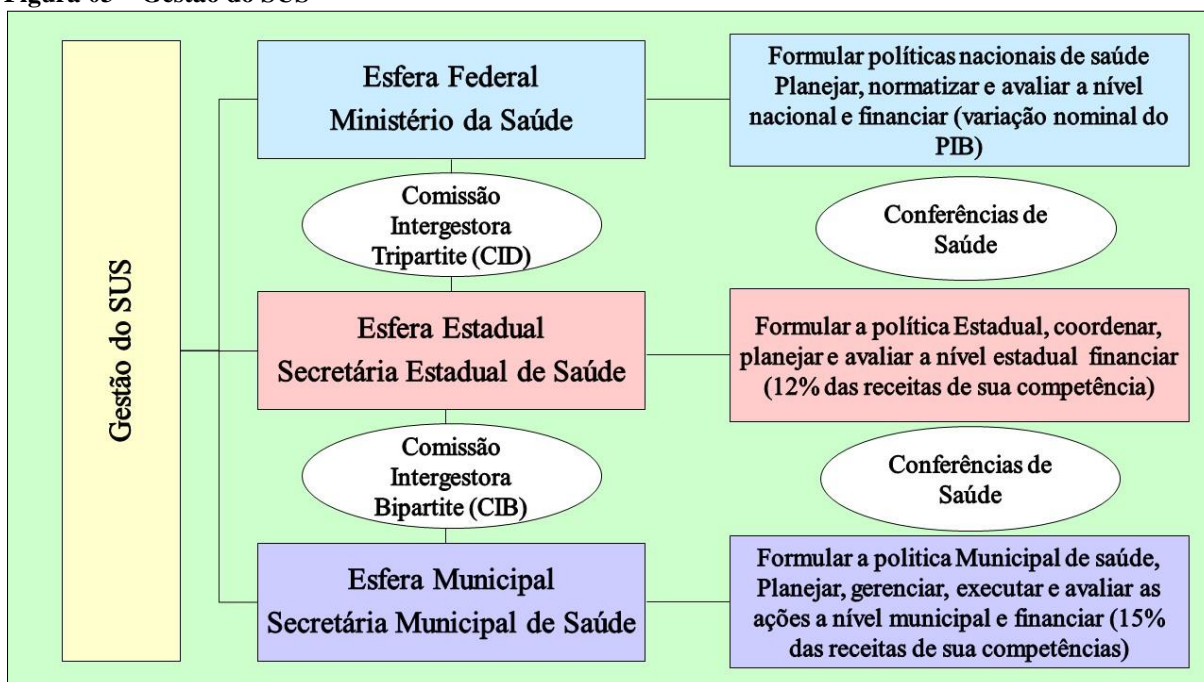 Figura 03 – Gestão do SUS
Gestão do SUS
Esfera Federal
Ministério da Saúde
Formular políticas nacionais de saúde
Planejar, normatizar e avaliar a nível
nacional e financiar (variação nominal do
PIB)
Comissão
Intergestora
Tripartite (CID)
Conferências de
Saúde
Esfera Estadual
Secretária Estadual de Saúde
Formular a política Estadual, coordenar,
planejar e avaliar a nível estadual financiar
(12% das receitas de sua competência)
Comissão
Intergestora
Bipartite (CIB)
Conferências de
Saúde
Esfera Municipal
Secretária Municipal de Saúde
Formular a politica Municipal de saúde,
Planejar, gerenciar, executar e avaliar as
ações a nível municipal e financiar (15%
das receitas de sua competências)